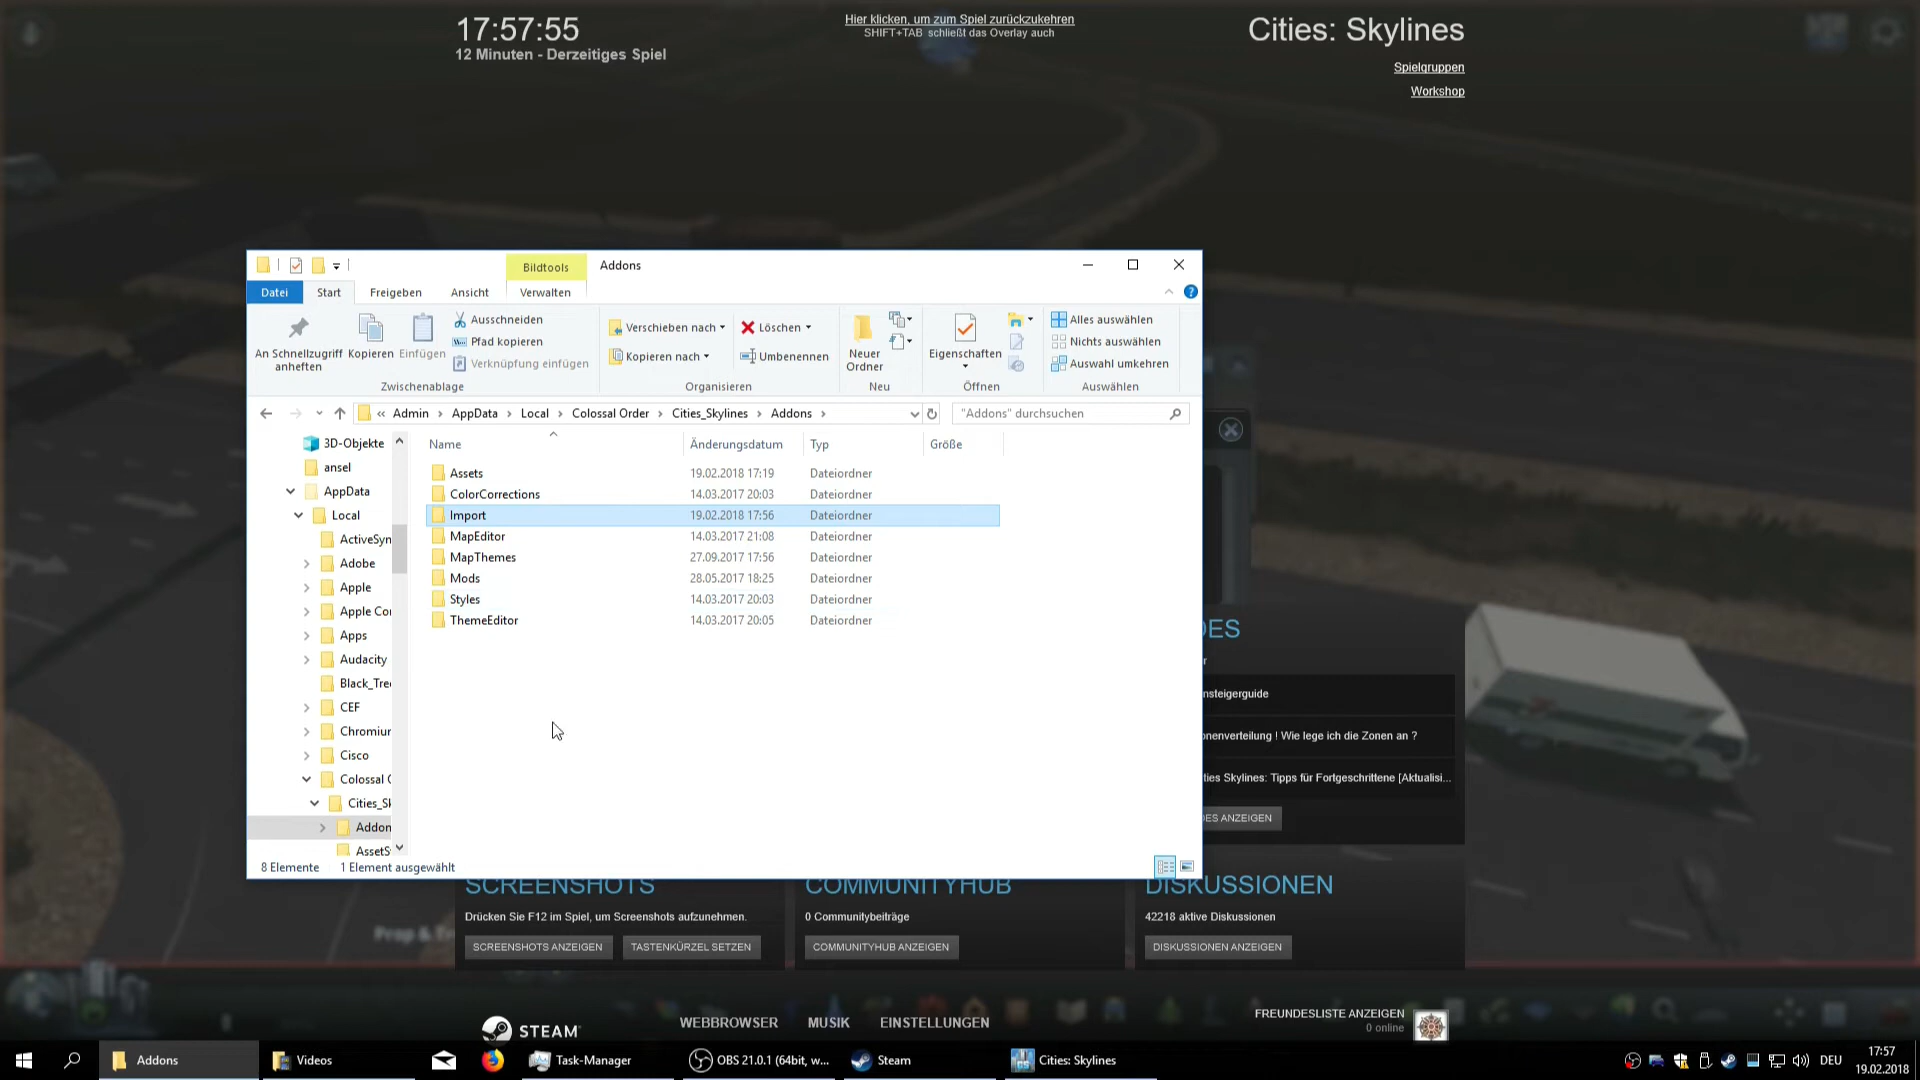 17:57:55
12 Minuten - Derzeitiges Spiel
Hier klicken, um zum Spiel zurückzukehren
SHIFT+TAB schließt das Overlay auch
Cities: Skylines
Spielgruppen
Workshop
Bildtools
Addons
Datei
Start
Freigeben
Ansicht
Verwalten
An Schnellzugriff
anheften
Kopieren
Einfügen
Ausschneiden
Pfad kopieren
Verknüpfung einfügen
Zwischenablage
Verschieben nach
Kopieren nach
Löschen
Umbenennen
Organisieren
Neuer
Ordner
Neu
Eigenschaften
Öffnen
Alles auswählen
Nichts auswählen
Auswahl umkehren
Auswählen
« Admin › AppData › Local › Colossal Order › Cities_Skylines › Addons ›
"Addons" durchsuchen
3D-Objekte
ansel
AppData
Local
ActiveSyn
Adobe
Apple
Apple Co
Apps
Audacity
Black_Tre
CEF
Chromiu
Cisco
Colossal
Cities_S
Addon
AssetS
Name Änderungsdatum Typ Größe
Assets 19.02.2018 17:19 Dateiordner
ColorCorrections 14.03.2017 20:03 Dateiordner
Import 19.02.2018 17:56 Dateiordner
MapEditor 14.03.2017 21:08 Dateiordner
MapThemes 27.09.2017 17:56 Dateiordner
Mods 28.05.2017 18:25 Dateiordner
Styles 14.03.2017 20:03 Dateiordner
ThemeEditor 14.03.2017 20:05 Dateiordner
8 Elemente 1 Element ausgewählt
DES
r
nsteigerguide
onenverteilung ! Wie lege ich die Zonen an ?
ties Skylines: Tipps für Fortgeschrittene [Aktualisi...
DES ANZEIGEN
SCREENSHOTS
Drücken Sie F12 im Spiel, um Screenshots aufzunehmen.
SCREENSHOTS ANZEIGEN
TASTENKÜRZEL SETZEN
COMMUNITYHUB
0 Communitybeiträge
COMMUNITYHUB ANZEIGEN
DISKUSSIONEN
42218 aktive Diskussionen
DISKUSSIONEN ANZEIGEN
STEAM
WEBBROWSER
MUSIK
EINSTELLUNGEN
FREUNDESLISTE ANZEIGEN
0 online
Addons
Videos
Task-Manager
OBS 21.0.1 (64bit, w...
Steam
Cities: Skylines
DEU
17:57
19.02.2018